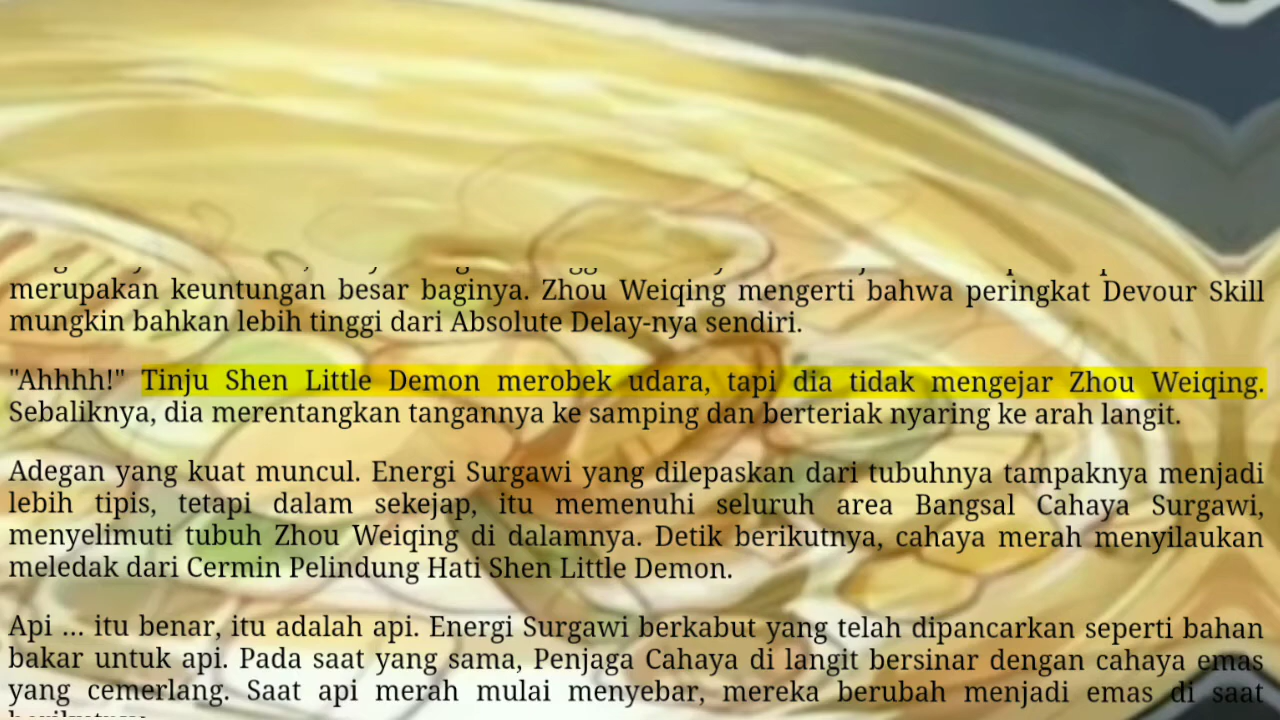 merupakan keuntungan besar baginya. Zhou Weiqing mengerti bahwa peringkat Devour Skill
mungkin bahkan lebih tinggi dari Absolute Delay-nya sendiri.
"Ahhhh!" Tinju Shen Little Demon merobek udara, tapi dia tidak mengejar Zhou Weiqing.
Sebaliknya, dia merentangkan tangannya ke samping dan berteriak nyaring ke arah langit.
Adegan yang kuat muncul. Energi Surgawi yang dilepaskan dari tubuhnya tampaknya menjadi
lebih tipis, tetapi dalam sekejap, itu memenuhi seluruh area Bangsal Cahaya Surgawi,
menyelimuti tubuh Zhou Weiqing di dalamnya. Detik berikutnya, cahaya merah menyilaukan
meledak dari Cermin Pelindung Hati Shen Little Demon.
Api ... itu benar, itu adalah api. Energi Surgawi berkabut yang telah dipancarkan seperti bahan
bakar untuk api. Pada saat yang sama, Penjaga Cahaya di langit bersinar dengan cahaya emas
yang cemerlang. Saat api merah mulai menyebar, mereka berubah menjadi emas di saat